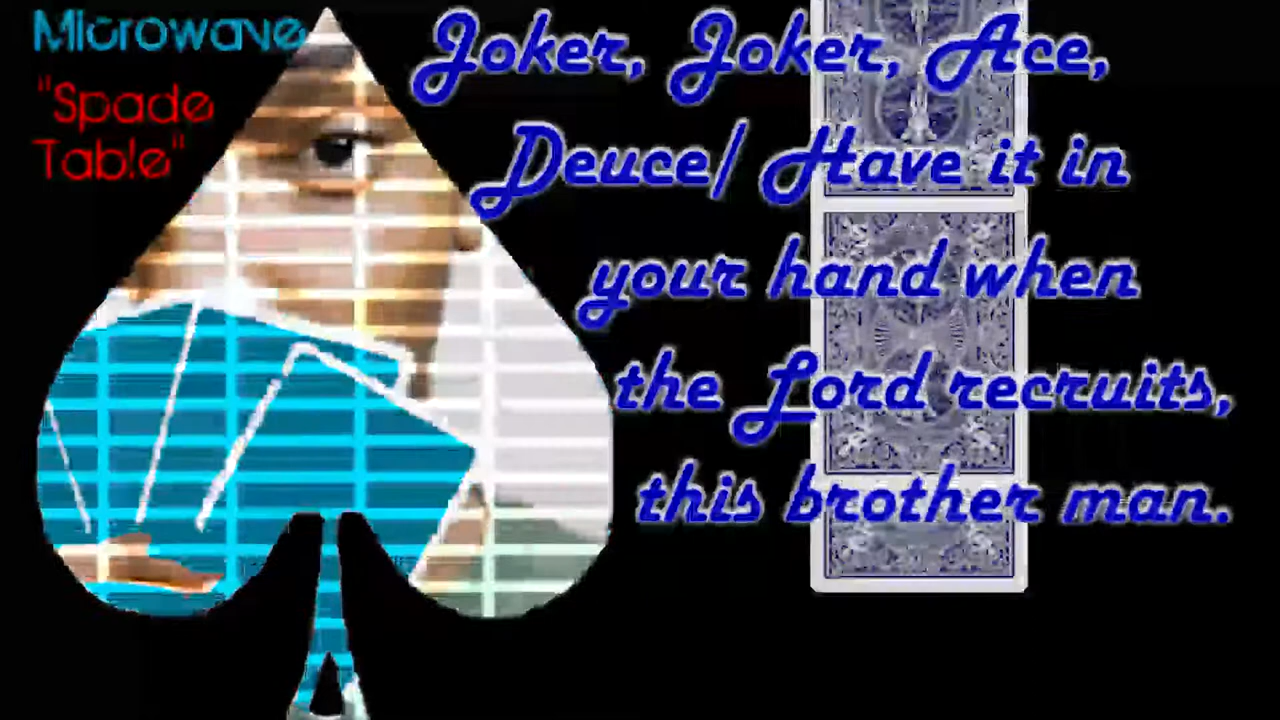 Microwave
"Spade
Table"
Joker, Joker, Ace,
Deuce/ Have it in
your hand when
the Lord recruits,
this brother man.